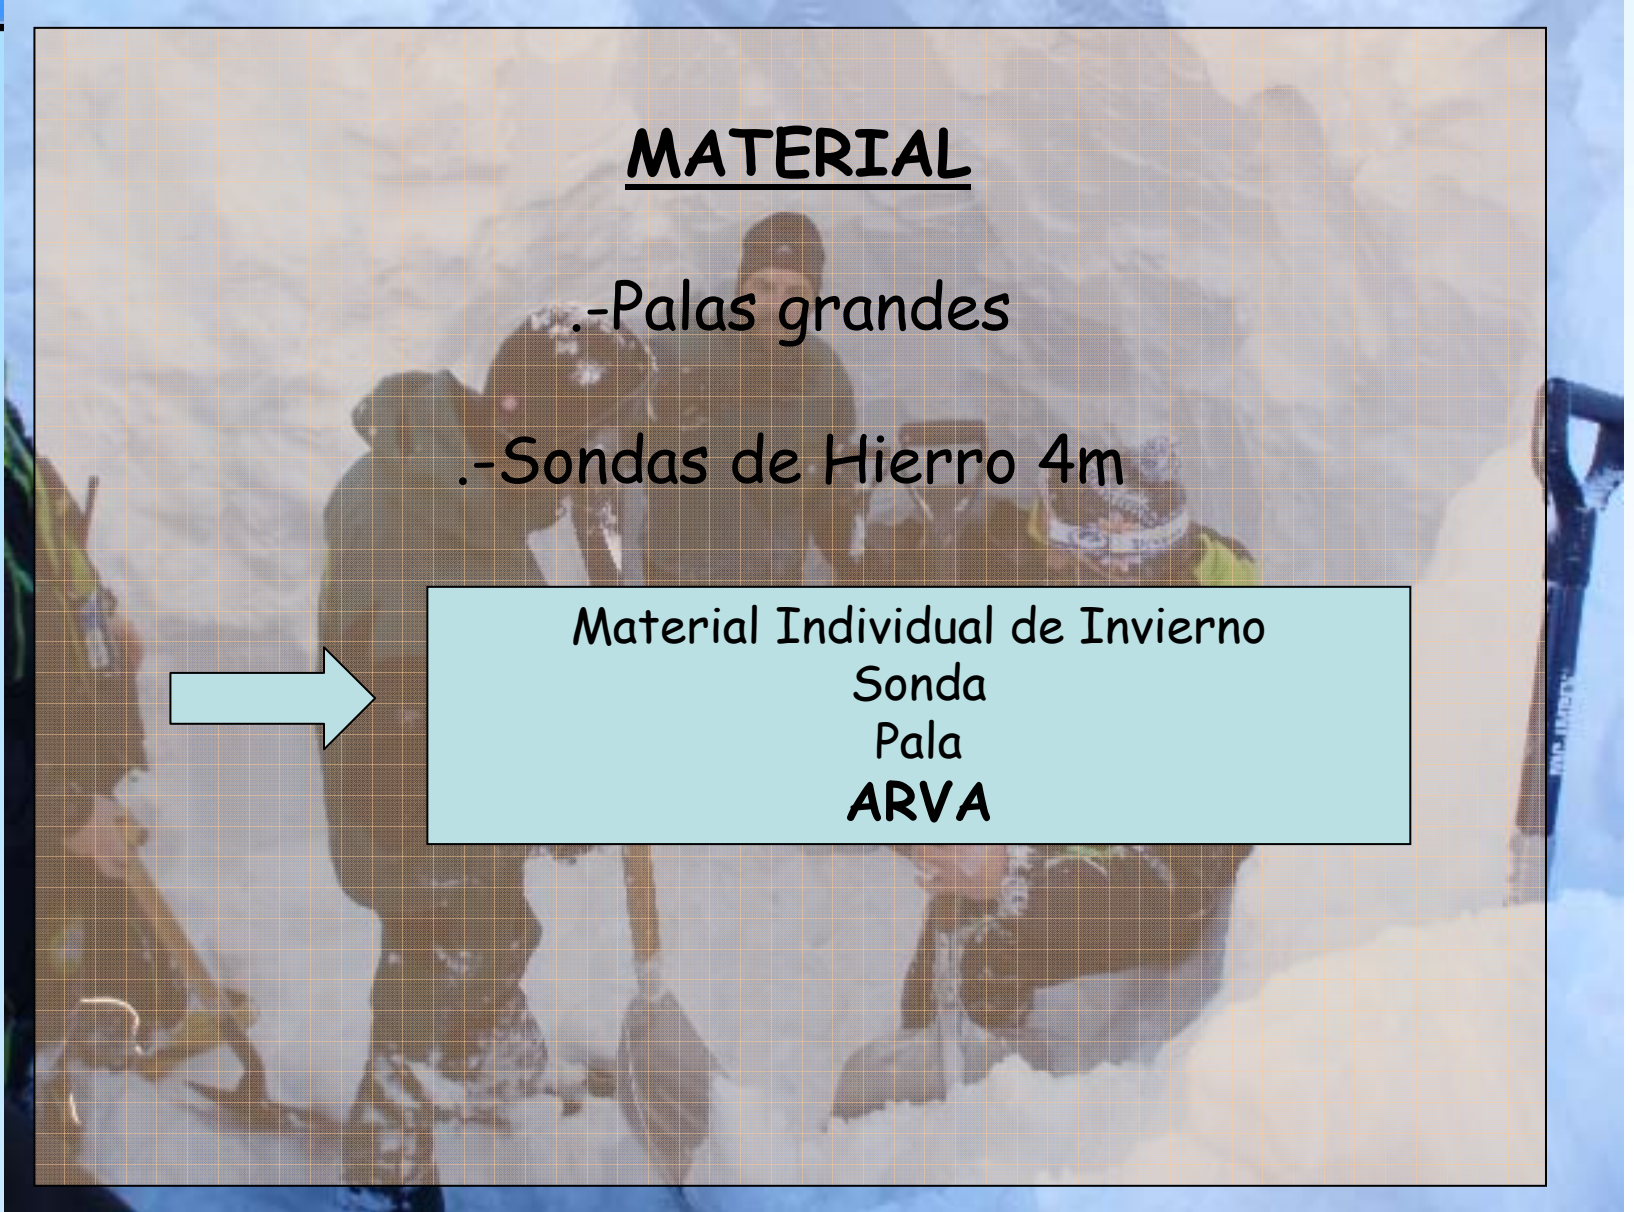 MATERIAL
.-Palas grandes
.-Sondas de Hierro 4m
Material Individual de Invierno
Sonda
Pala
ARVA